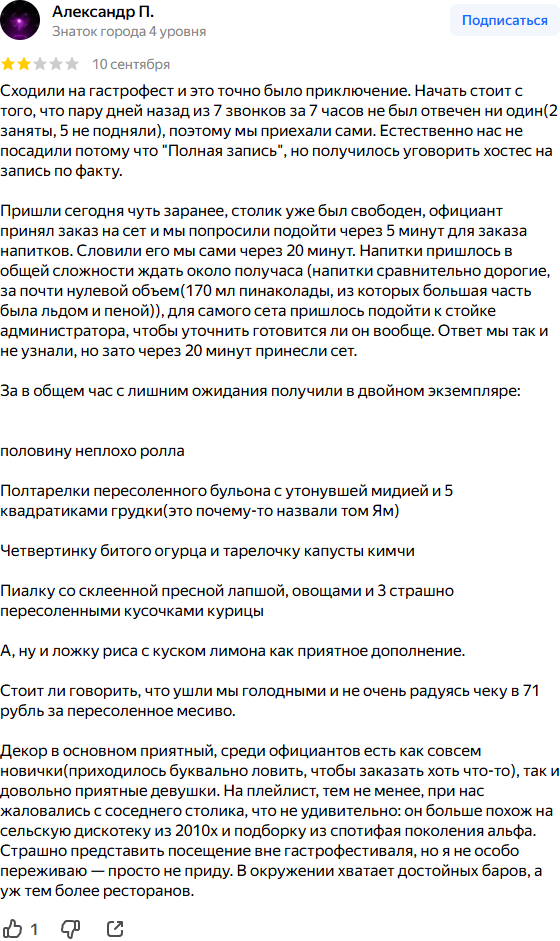 Александр П.
Знаток города 4 уровня
Подписаться
10 сентября
Сходили на гастрофест и это точно было приключение. Начать стоит с
того, что пару дней назад из 7 звонков за 7 часов не был отвечен ни один(2
заняты, 5 не подняли), поэтому мы приехали сами. Естественно нас не
посадили потому что "Полная запись", но получилось уговорить хостес на
запись по факту.
Пришли сегодня чуть заранее, столик уже был свободен, официант
принял заказ на сет и мы попросили подойти через 5 минут для заказа
напитков. Словили его мы сами через 20 минут. Напитки пришлось в
общей сложности ждать около получаса (напитки сравнительно дорогие,
за почти нулевой объем(170 мл пинаколады, из которых большая часть
была льдом и пеной)), для самого сета пришлось подойти к стойке
администратора, чтобы уточнить готовится ли он вообще. Ответ мы так и
не узнали, но зато через 20 минут принесли сет.
За в общем час с лишним ожидания получили в двойном экземпляре:
половину неплохо ролла
Полтарелки пересоленного бульона с утонувшей мидией и 5
квадратиками грудки(это почему-то назвали том Ям)
Четвертинку битого огурца и тарелочку капусты кимчи
Пиалку со склеенной пресной лапшой, овощами и 3 страшно
пересоленными кусочками курицы
А, ну и ложку риса с куском лимона как приятное дополнение.
Стоит ли говорить, что ушли мы голодными и не очень радуясь чеку в 71
рубль за пересоленное месиво.
Декор в основном приятный, среди официантов есть как совсем
новички(приходилось буквально ловить, чтобы заказать хоть что-то), так и
довольно приятные девушки. На плейлист, тем не менее, при нас
жаловались с соседнего столика, что не удивительно: он больше похож на
сельскую дискотеку из 2010х и подборку из спотифая поколения альфа.
Страшно представить посещение вне гастрофестиваля, но я не особо
переживаю — просто не приду. В окружении хватает достойных баров, а
уж тем более ресторанов.
1